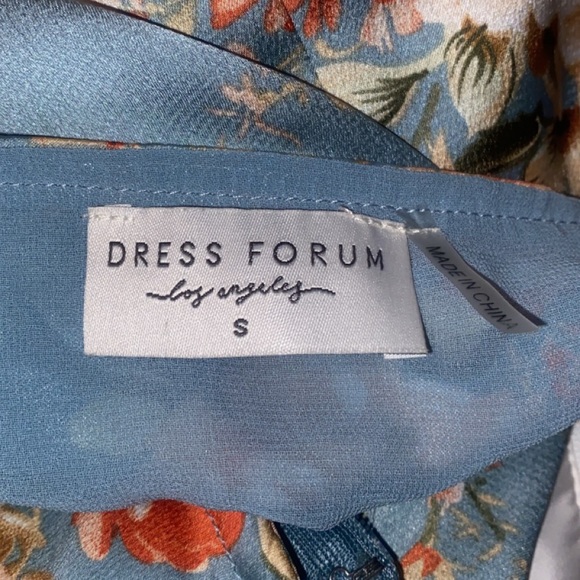 DRESS FORUM
los angeles
S
MADE IN CHINA